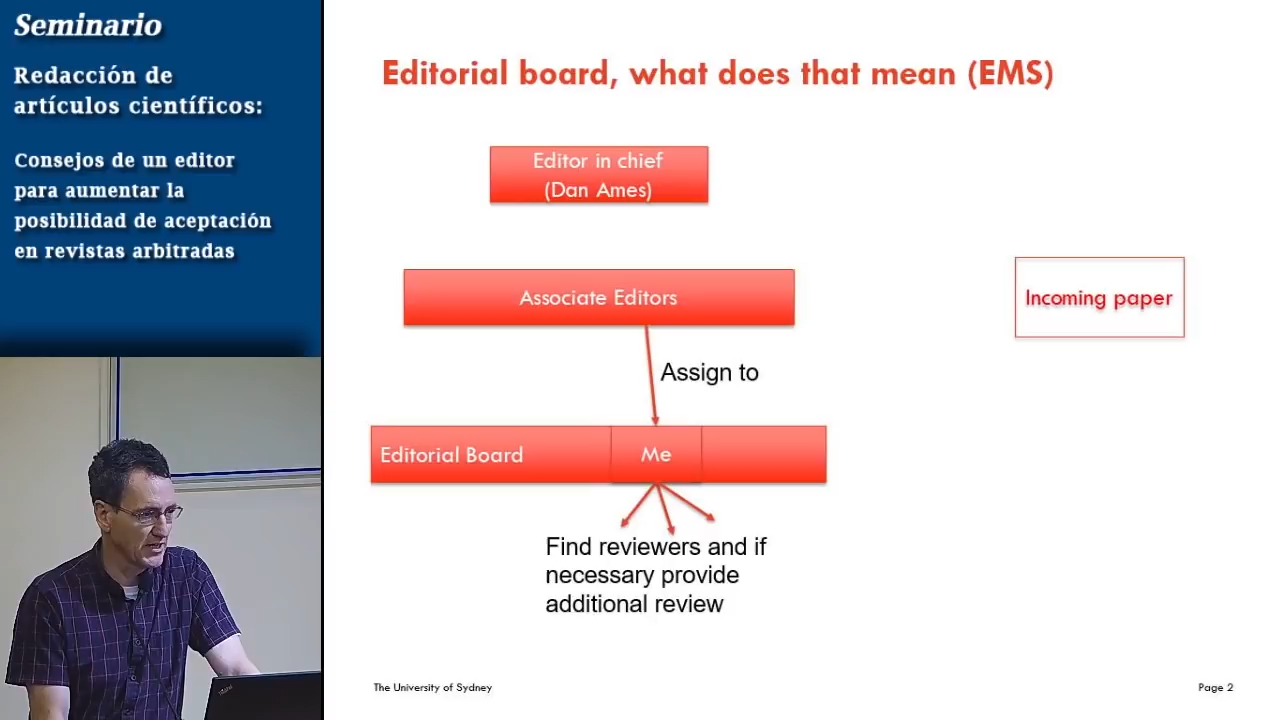 Seminario
Redacción de
artículos científicos:
Consejos de un editor
para aumentar la
posibilidad de aceptación
en revistas arbitradas
Editorial board, what does that mean (EMS)
Editor in chief
(Dan Ames)
Associate Editors
Incoming paper
Assign to
Editorial Board
Me
Find reviewers and if
necessary provide
additional review
The University of Sydney
Page 2